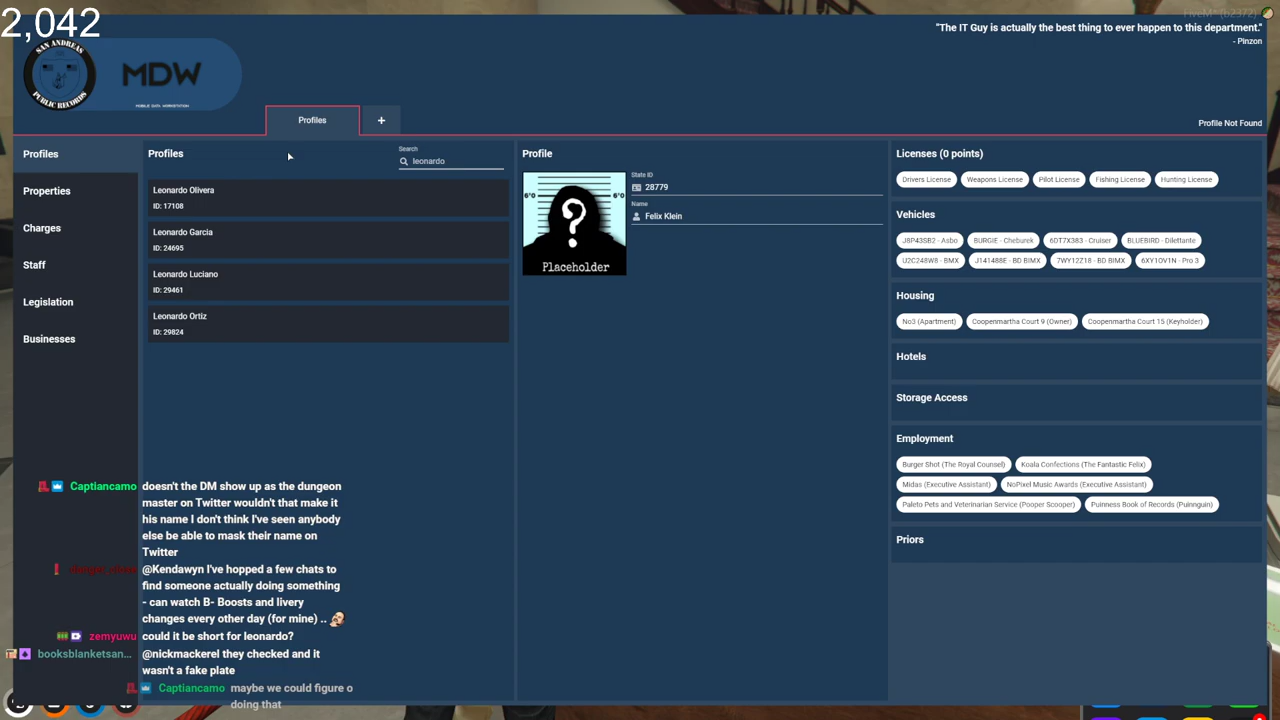 2,042
FiveM® (b2372)
"The IT Guy is actually the best thing to ever happen to this department."
- Pinzon
SAN ANDREAS
PUBLIC RECORDS
MDW
MOBILE DATA WORKSTATION
Profiles
+
Profile Not Found
Profiles
Properties
Charges
Staff
Legislation
Businesses
Profiles
Search
leonardo
Leonardo Olivera
ID: 17108
Leonardo Garcia
ID: 24695
Leonardo Luciano
ID: 29461
Leonardo Ortiz
ID: 29824
Profile
6'0 6'0
?
Placeholder
State ID
28779
Name
Felix Klein
Licenses (0 points)
Drivers License Weapons License Pilot License Fishing License Hunting License
Vehicles
J8P43SB2 - Asbo BURGIE - Cheburek 6DT7X383 - Cruiser BLUEBIRD - Dilettante
U2C248W8 - BMX J141488E - BD BIMX 7WY12Z18 - BD BIMX 6XY1OV1N - Pro 3
Housing
No3 (Apartment) Coopenmartha Court 9 (Owner) Coopenmartha Court 15 (Keyholder)
Hotels
Storage Access
Employment
Burger Shot (The Royal Counsel) Koala Confections (The Fantastic Felix)
Midas (Executive Assistant) NoPixel Music Awards (Executive Assistant)
Paleto Pets and Veterinarian Service (Pooper Scooper) Puinness Book of Records (Puinnguin)
Priors
Captiancamo doesn't the DM show up as the dungeon
master on Twitter wouldn't that make it
his name I don't think I've seen anybody
else be able to mask their name on
Twitter
@Kendawyn I've hopped a few chats to
find someone actually doing something
- can watch B- Boosts and livery
changes every other day (for mine) ..
zemyuwu could it be short for leonardo?
booksblanketsan... @nickmackerel they checked and it
wasn't a fake plate
Captiancamo maybe we could figure o
doing that